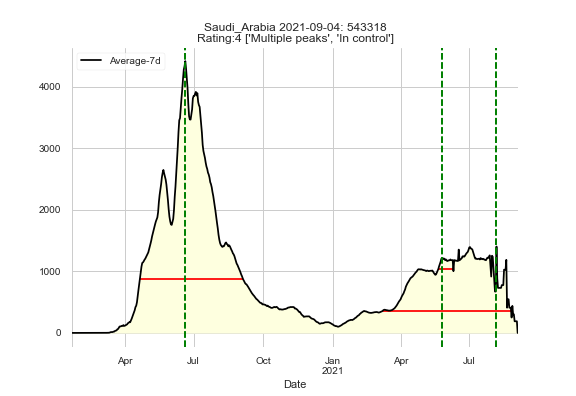 Saudi_Arabia 2021-09-04: 543318
Rating:4 ['Multiple peaks', 'In control']
Average-7d
4000
3000
2000
1000
0
Apr Jul Oct Jan Apr Jul
2021
Date